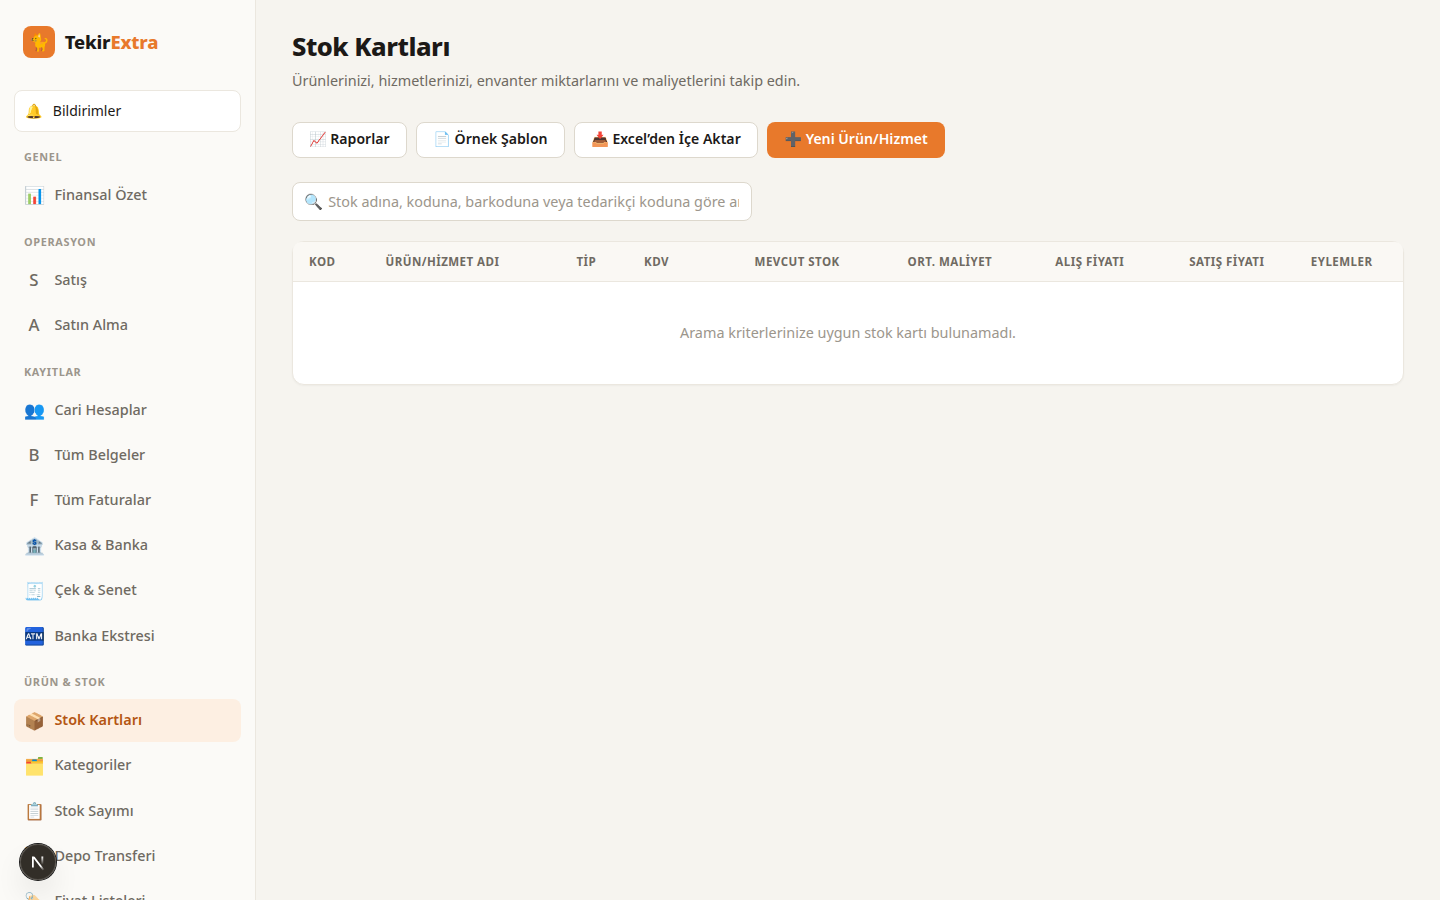 TekirExtra
Bildirimler
GENEL
Finansal Özet
OPERASYON
S Satış
A Satın Alma
KAYITLAR
Cari Hesaplar
B Tüm Belgeler
F Tüm Faturalar
Kasa & Banka
Çek & Senet
ATM Banka Ekstresi
ÜRÜN & STOK
Stok Kartları
Kategoriler
Stok Sayımı
N Depo Transferi
Fiyat Listeleri
Stok Kartları
Ürünlerinizi, hizmetlerinizi, envanter miktarlarını ve maliyetlerini takip edin.
Raporlar Örnek Şablon Excel’den İçe Aktar Yeni Ürün/Hizmet
Stok adına, koduna, barkoduna veya tedarikçi koduna göre
KOD ÜRÜN/HİZMET ADI TİP KDV MEVCUT STOK ORT. MALİYET ALIŞ FİYATI SATIŞ FİYATI EYLEMLER
Arama kriterlerinize uygun stok kartı bulunamadı.